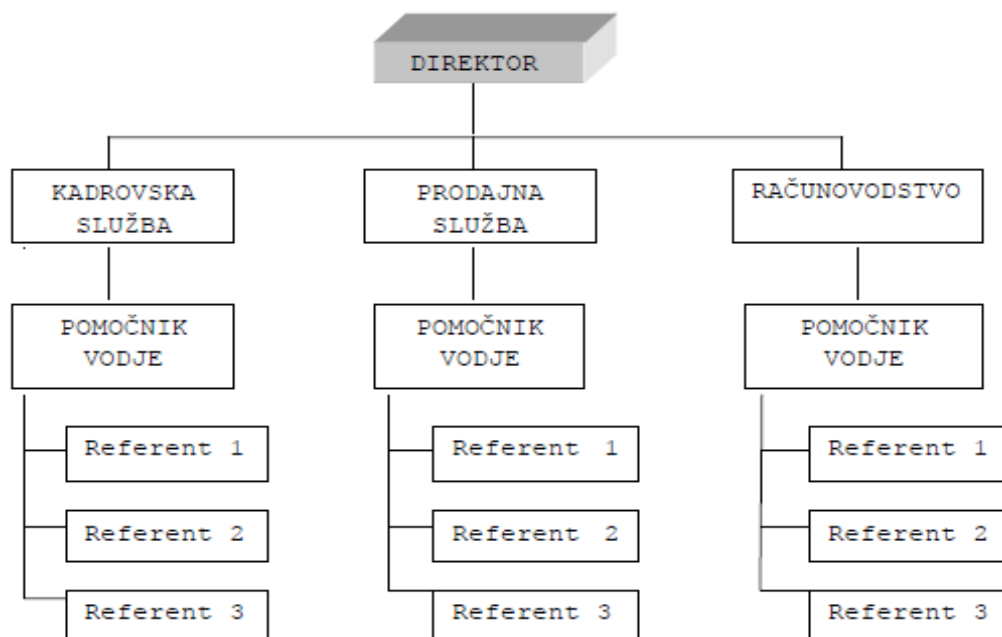 DIREKTOR
KADROVSKA
SLUŽBA
PRODAJNA
SLUŽBA
RAČUNOVODSTVO
POMOČNIK
VODJE
POMOČNIK
VODJE
POMOČNIK
VODJE
Referent 1
Referent 1
Referent 1
Referent 2
Referent 2
Referent 2
Referent 3
Referent 3
Referent 3